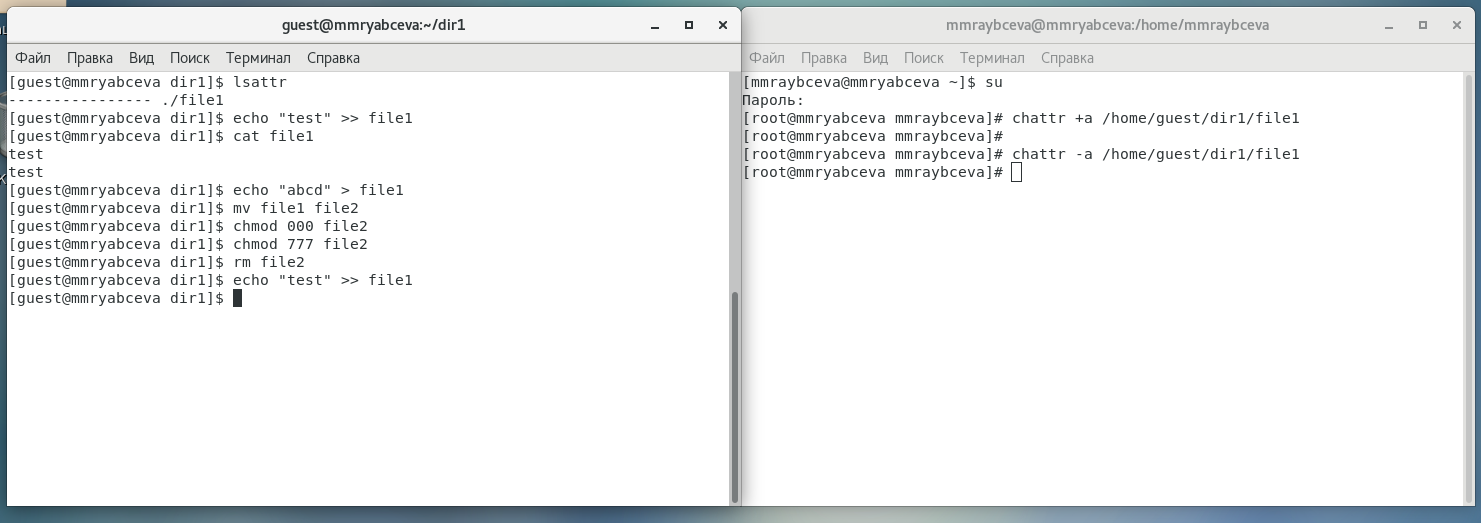 guest@mmryabceva:~/dir1
Файл Правка Вид Поиск Терминал Справка
[guest@mmryabceva dir1]$ lsattr
---------------- ./file1
[guest@mmryabceva dir1]$ echo "test" >> file1
[guest@mmryabceva dir1]$ cat file1
test
test
[guest@mmryabceva dir1]$ echo "abcd" > file1
[guest@mmryabceva dir1]$ mv file1 file2
[guest@mmryabceva dir1]$ chmod 000 file2
[guest@mmryabceva dir1]$ chmod 777 file2
[guest@mmryabceva dir1]$ rm file2
[guest@mmryabceva dir1]$ echo "test" >> file1
[guest@mmryabceva dir1]$
mmraybceva@mmryabceva:/home/mmraybceva
Файл Правка Вид Поиск Терминал Справка
[mmraybceva@mmryabceva ~]$ su
Пароль:
[root@mmryabceva mmraybceva]# chattr +a /home/guest/dir1/file1
[root@mmryabceva mmraybceva]#
[root@mmryabceva mmraybceva]# chattr -a /home/guest/dir1/file1
[root@mmryabceva mmraybceva]#